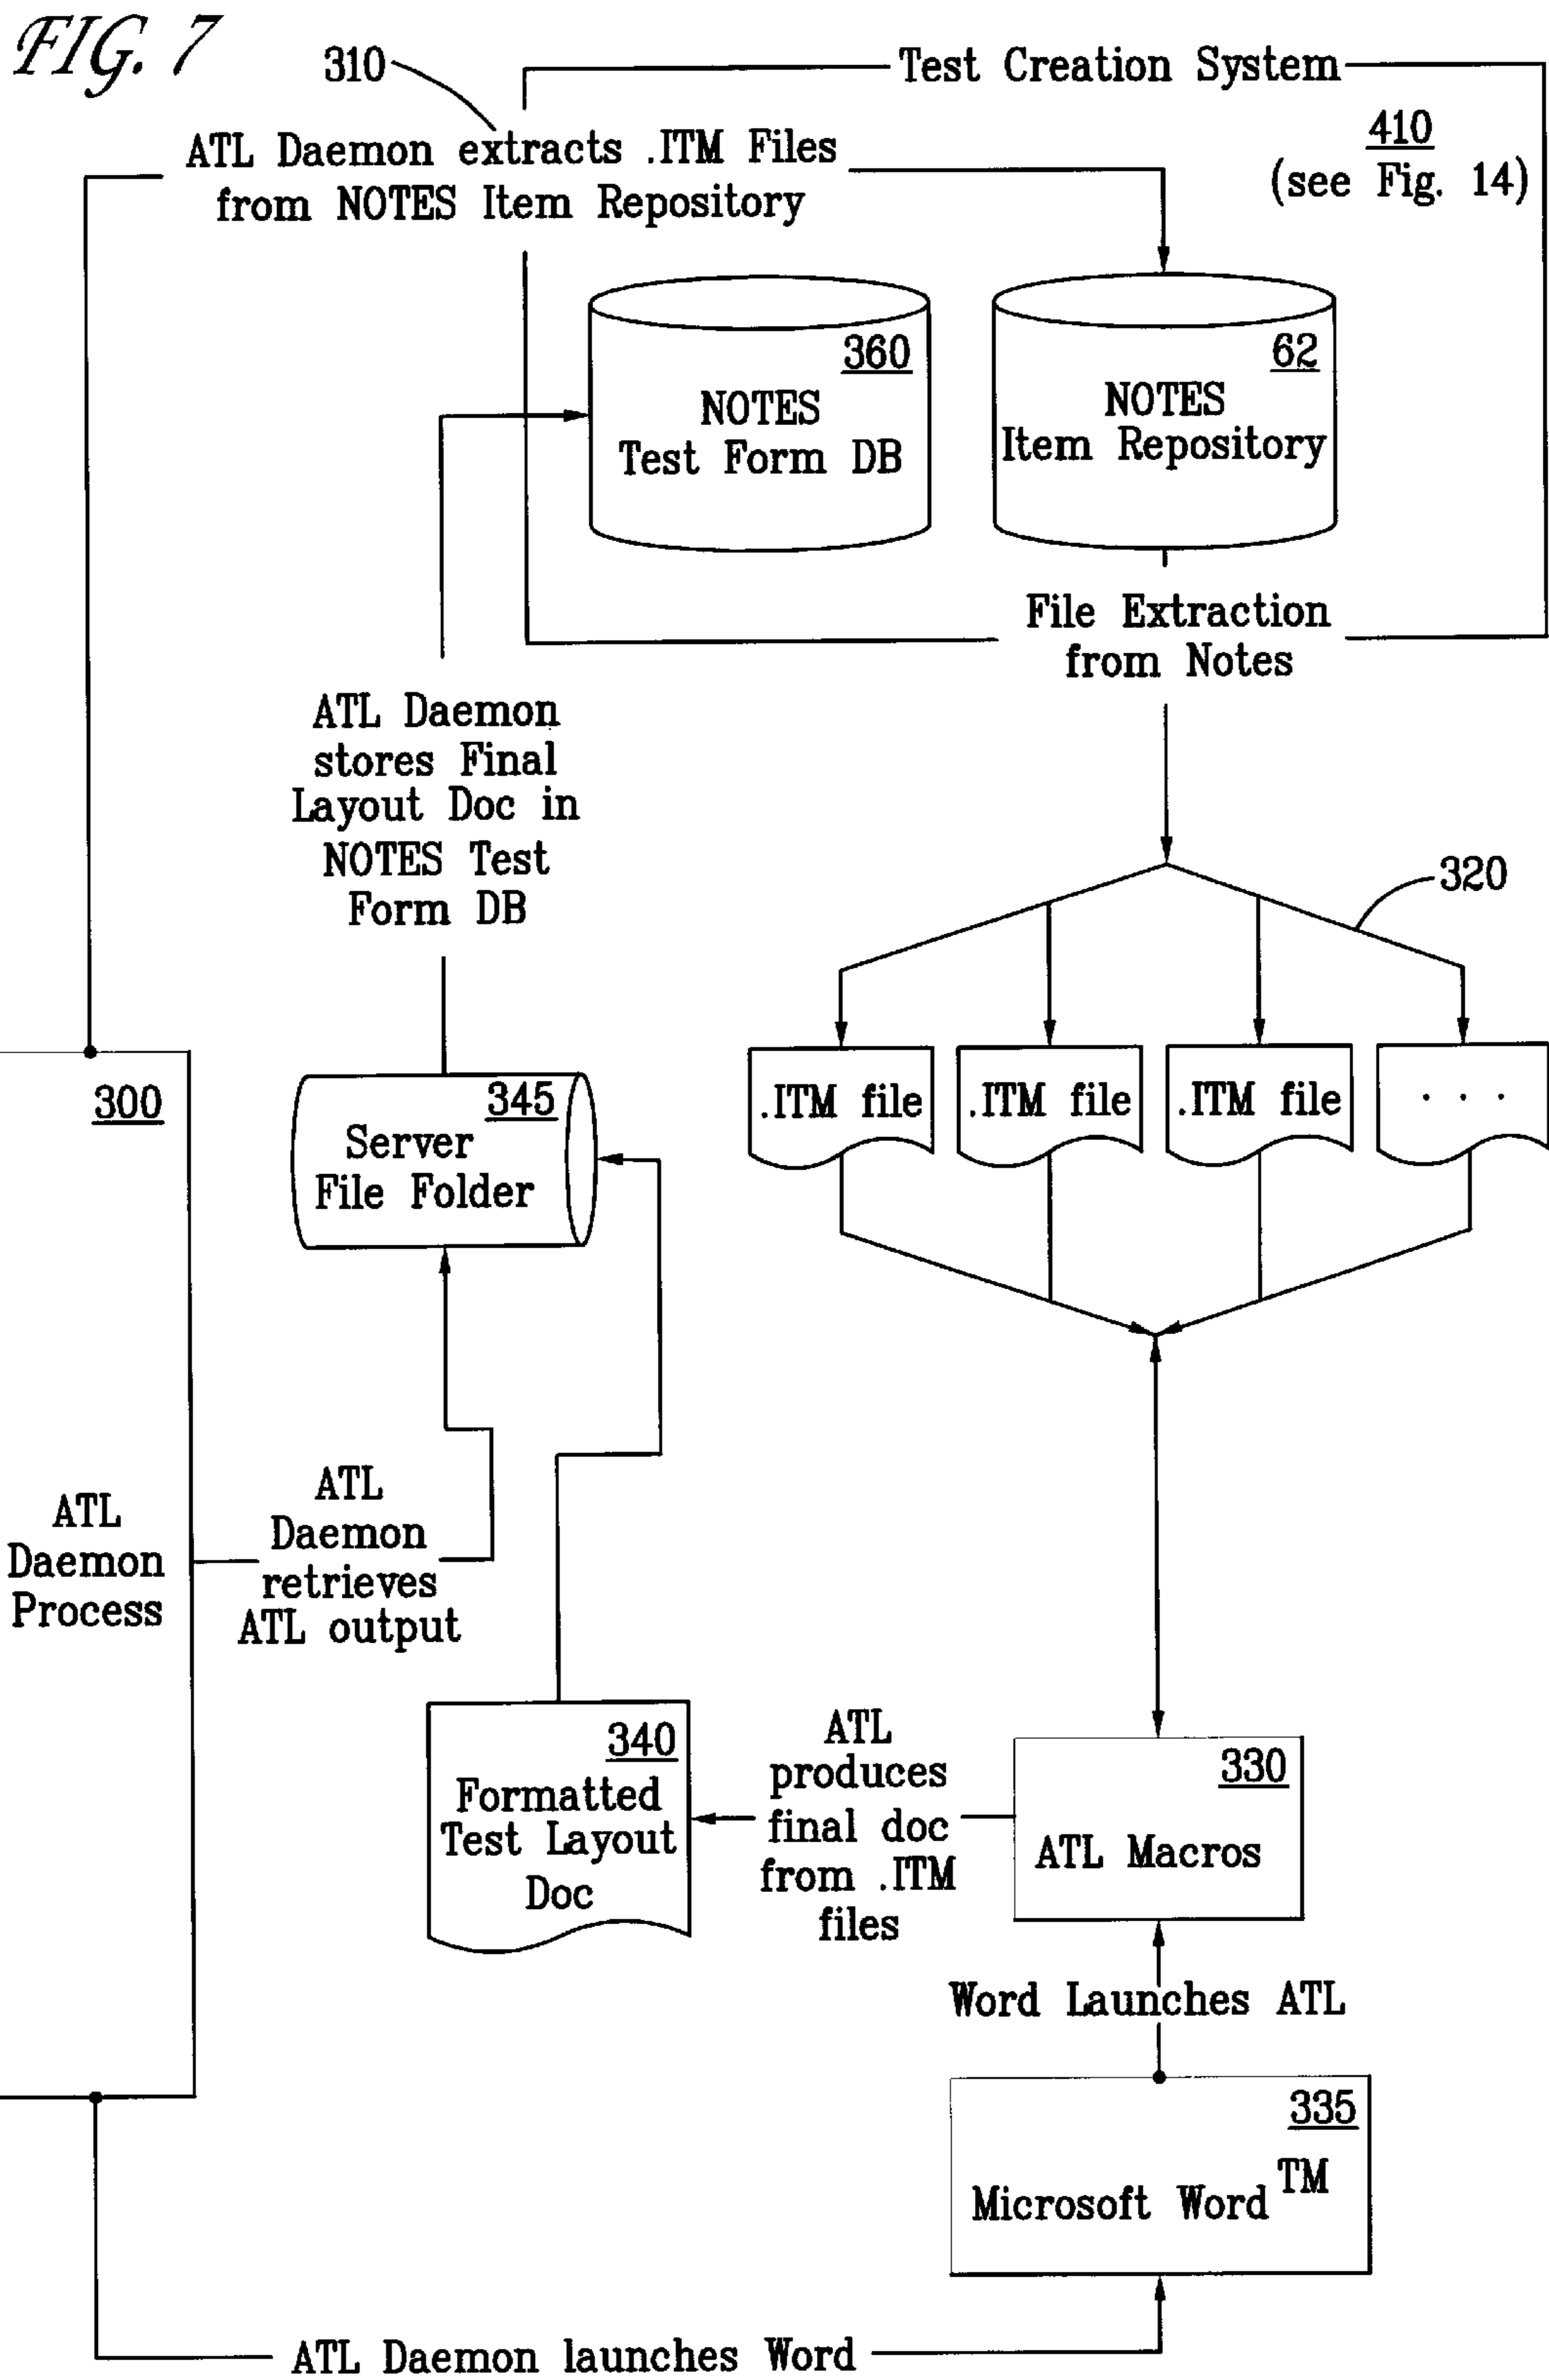 FIG. 7
310
Test Creation System
ATL Daemon extracts .ITM Files
from NOTES Item Repository
410
(see Fig. 14)
360
NOTES
Test Form DB
62
NOTES
Item Repository
File Extraction
from Notes
ATL Daemon
stores Final
Layout Doc in
NOTES Test
Form DB
320
.ITM file
.ITM file
.ITM file
. . .
300
345
Server
File Folder
ATL
Daemon
Process
ATL
Daemon
retrieves
ATL output
340
Formatted
Test Layout
Doc
ATL
produces
final doc
from .ITM
files
330
ATL Macros
Word Launches ATL
335
Microsoft Word TM
ATL Daemon launches Word